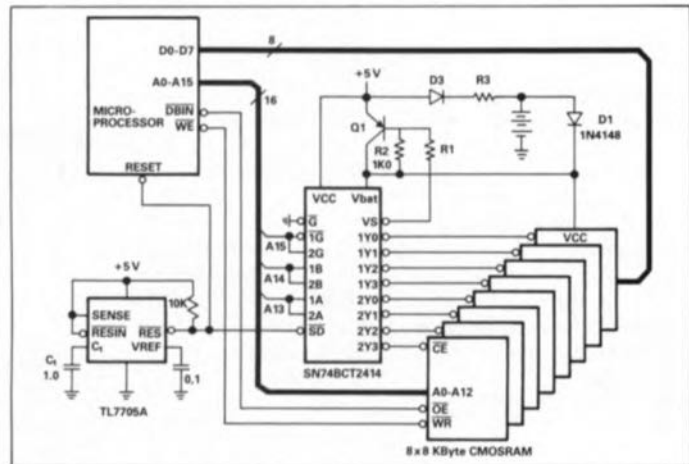 D0-D7
8
A0-A15
16
MICRO-
PROCESSOR
DBIN
WE
RESET
+5 V
D3
R3
Q1
R2
1K0
R1
D1
1N4148
VCC
Vbat
G
VS
A15
1G
2G
1Y0
1Y1
A14
1B
2B
1Y2
1Y3
A13
1A
2A
2Y0
2Y1
2Y2
SD
2Y3
SN74BCT2414
VCC
CE
A0-A12
OE
WR
8 x 8 KByte CMOSRAM
+5 V
10K
SENSE
RESIN
RES
Ct
VREF
Ct
1.0
0,1
TL7705A